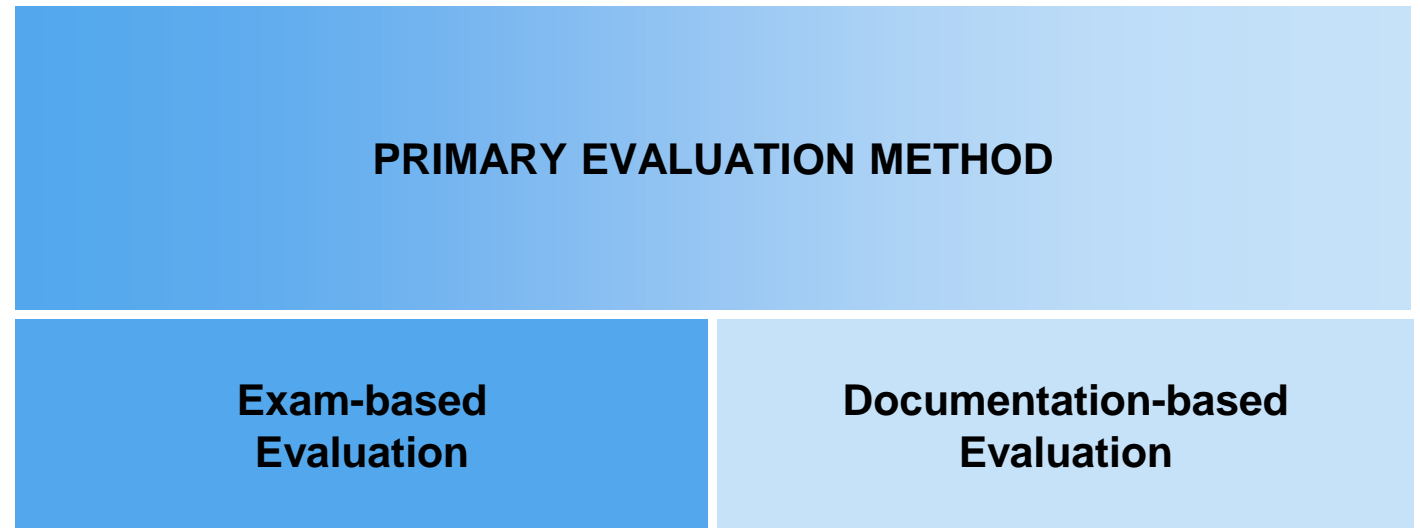 PRIMARY EVALUATION METHOD
Exam-based
Evaluation
Documentation-based
Evaluation